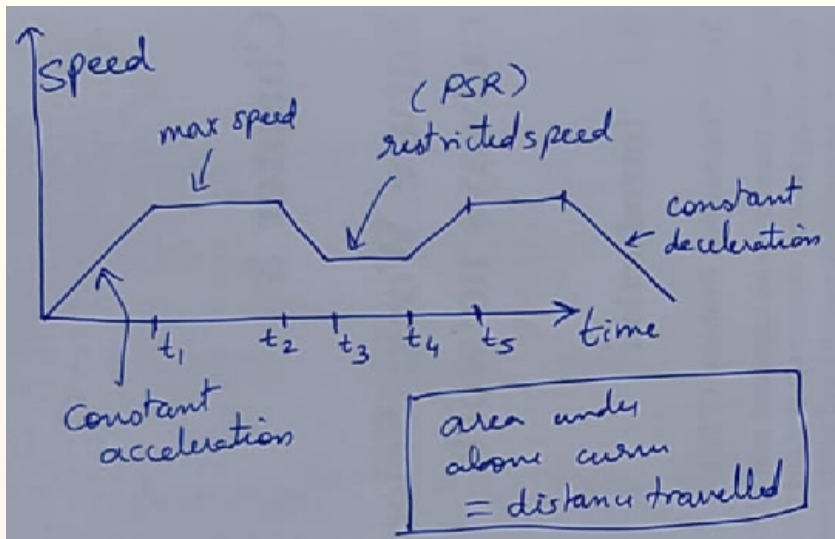 Speed
(PSR)
max speed
restricted speed
constant
deceleration
t1 t2 t3 t4 t5 time
Constant
acceleration
area under
above curve
= distance travelled